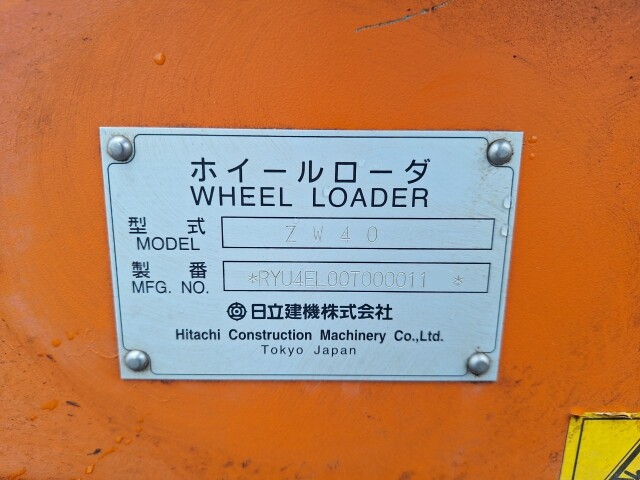 ホイールローダ
WHEEL LOADER
型式 ZW40
MODEL
製番 *RYU4EL00T000011 *
MFG. NO.
日立建機株式会社
Hitachi Construction Machinery Co.,Ltd.
Tokyo Japan